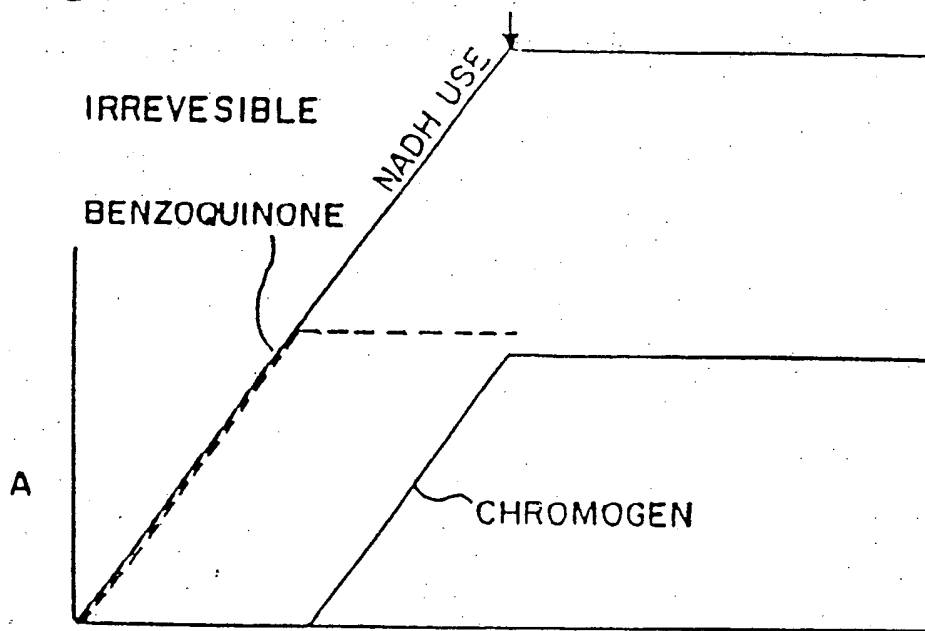 IRREVESIBLE
NADH USE
BENZOQUINONE
A
CHROMOGEN